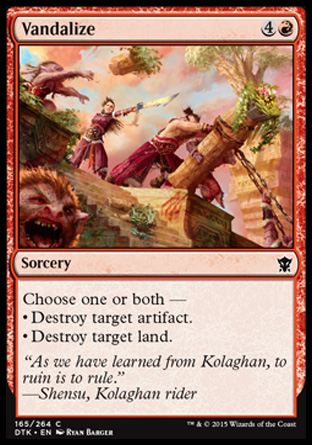 Vandalize 4
Sorcery
Choose one or both —
• Destroy target artifact.
• Destroy target land.
“As we have learned from Kolaghan, to
ruin is to rule.”
—Shensu, Kolaghan rider
165/264 C
DTK • EN Ryan Barger
™ & © 2015 Wizards of the Coast